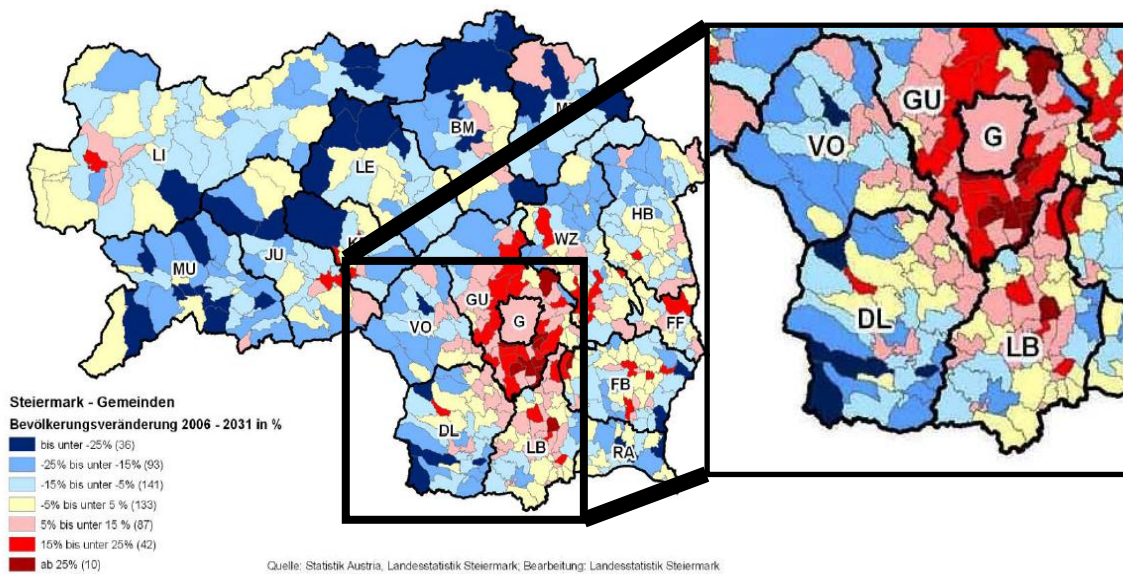 LI
BM
LE
MU
JU
HB
WZ
GU
G
VO
FF
FB
DL
LB
RA
GU
G
VO
DL
LB
Steiermark - Gemeinden
Bevölkerungsveränderung 2006 - 2031 in %
bis unter -25% (36)
-25% bis unter -15% (93)
-15% bis unter -5% (141)
-5% bis unter 5 % (133)
5% bis unter 15 % (87)
15% bis unter 25% (42)
ab 25% (10)
Quelle: Statistik Austria, Landesstatistik Steiermark; Bearbeitung: Landesstatistik Steiermark